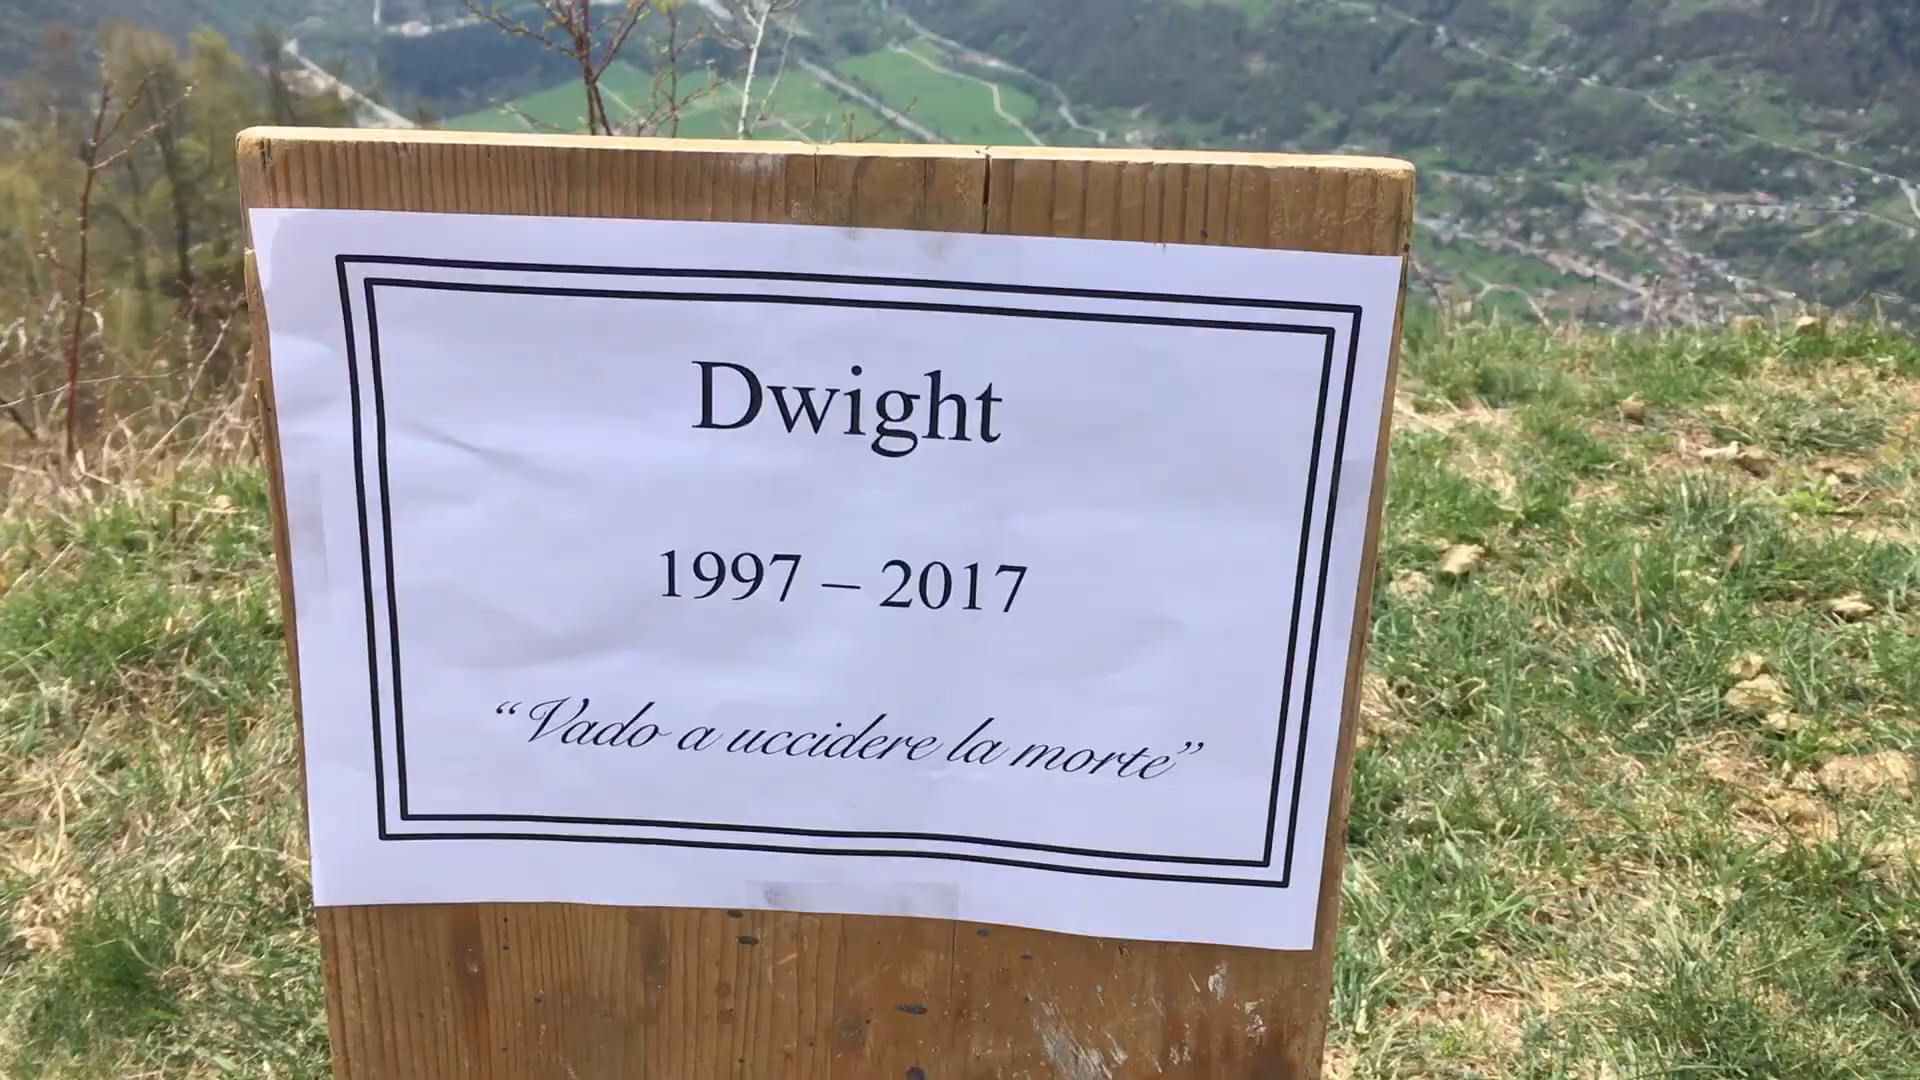 Dwight
1997 – 2017
“Vado a uccidere la morte”